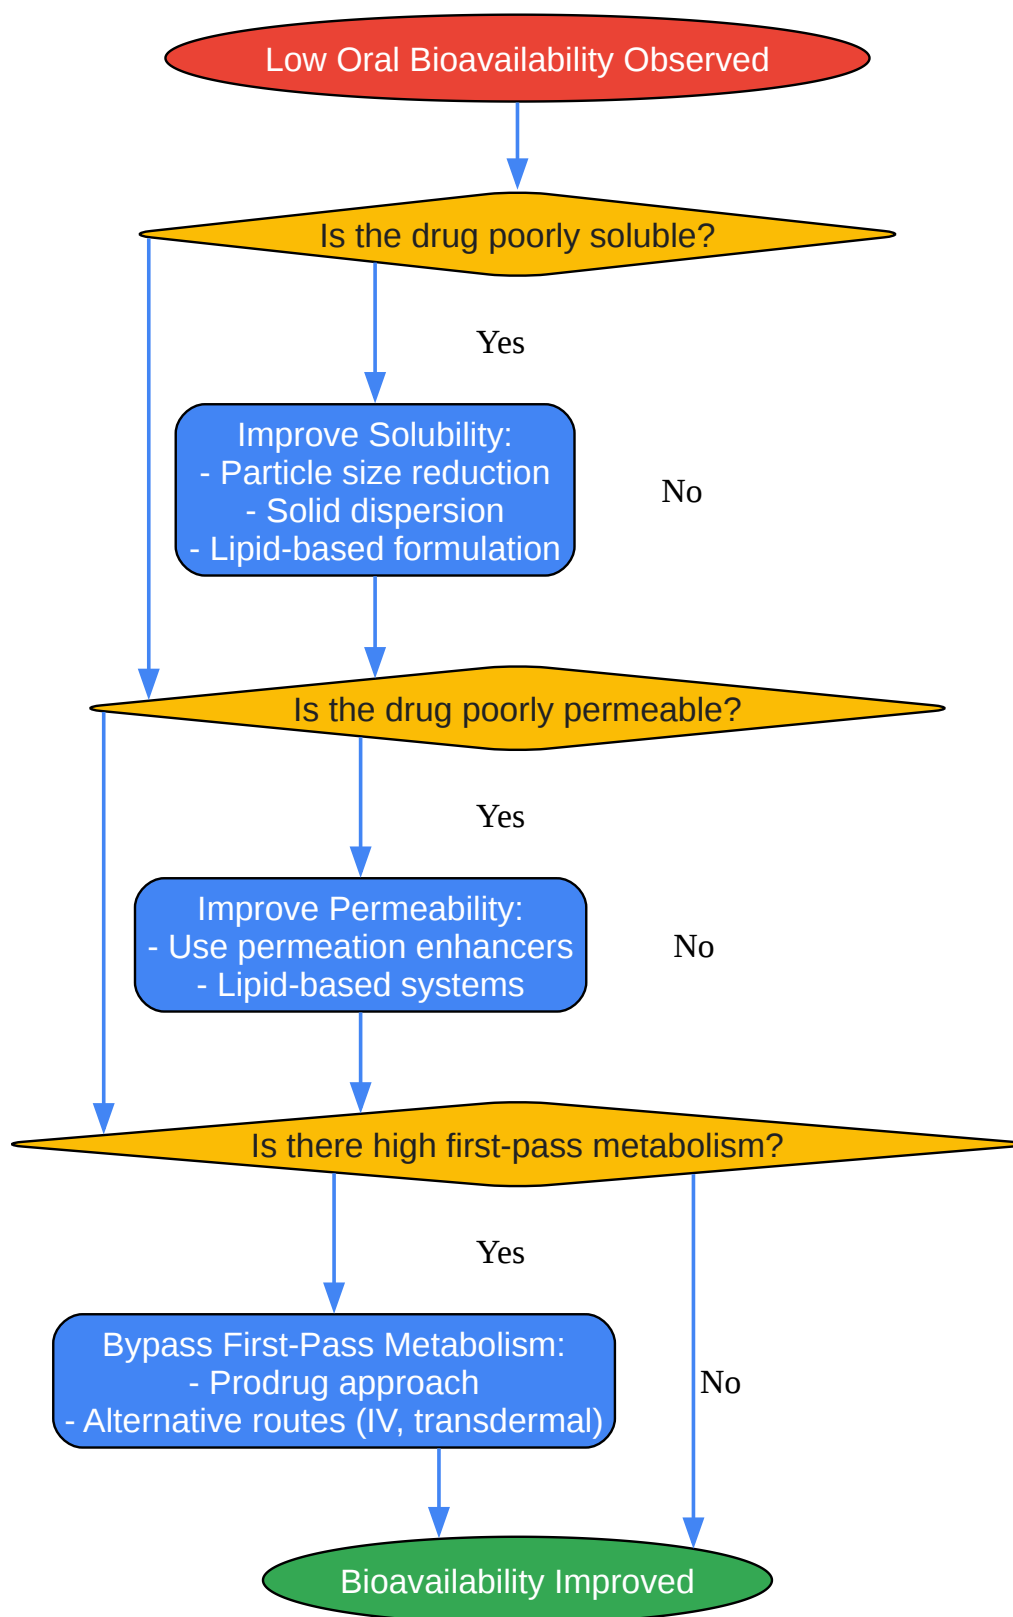 Low Oral Bioavailability Observed
Is the drug poorly soluble?
Yes
Improve Solubility:
- Particle size reduction
- Solid dispersion
- Lipid-based formulation
No
Is the drug poorly permeable?
Yes
Improve Permeability:
- Use permeation enhancers
- Lipid-based systems
No
Is there high first-pass metabolism?
Yes
Bypass First-Pass Metabolism:
- Prodrug approach
- Alternative routes (IV, transdermal)
No
Bioavailability Improved